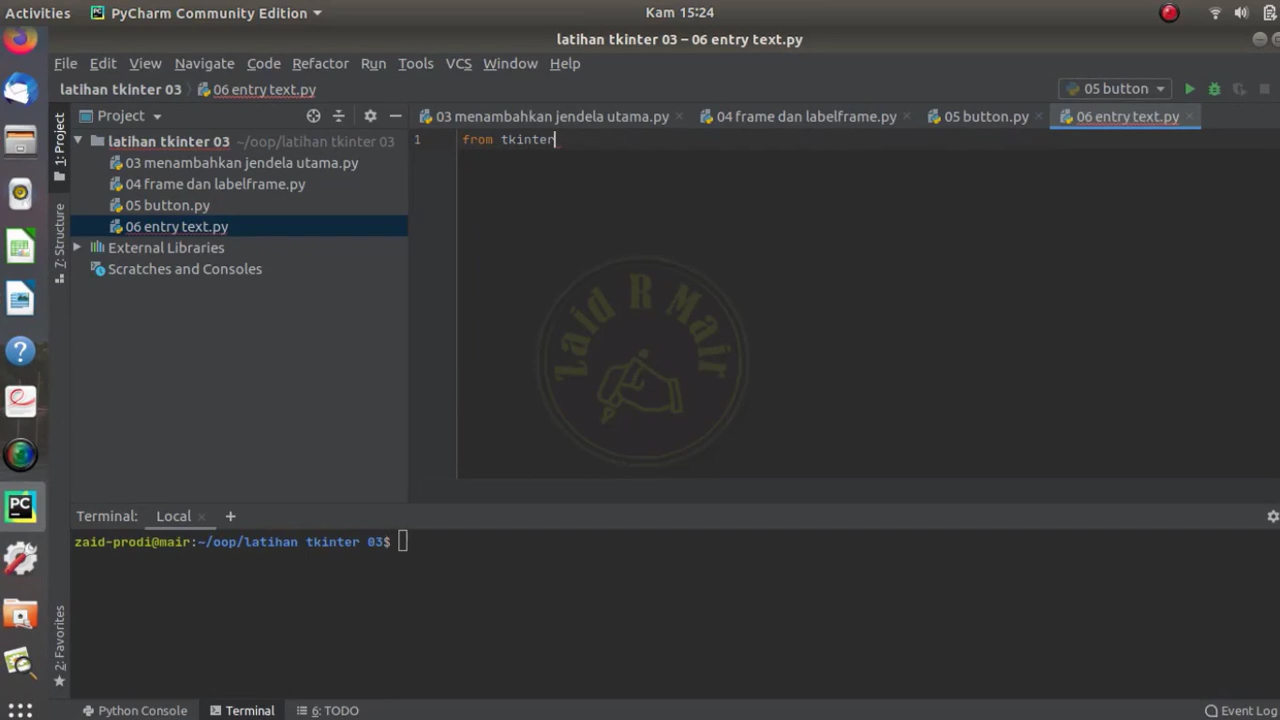 Activities PyCharm Community Edition Kam 15:24
latihan tkinter 03 – 06 entry text.py
File Edit View Navigate Code Refactor Run Tools VCS Window Help
latihan tkinter 03 06 entry text.py 05 button
Project 03 menambahkan jendela utama.py 04 frame dan labelframe.py 05 button.py 06 entry text.py
1: Project
latihan tkinter 03 ~/oop/latihan tkinter 03
03 menambahkan jendela utama.py
04 frame dan labelframe.py
05 button.py
06 entry text.py
External Libraries
Scratches and Consoles
7: Structure
1 from tkinter
Zaid R Mair
Terminal: Local +
zaid-prodi@mair:~/oop/latihan tkinter 03$
2: Favorites
Python Console Terminal 6: TODO Event Log